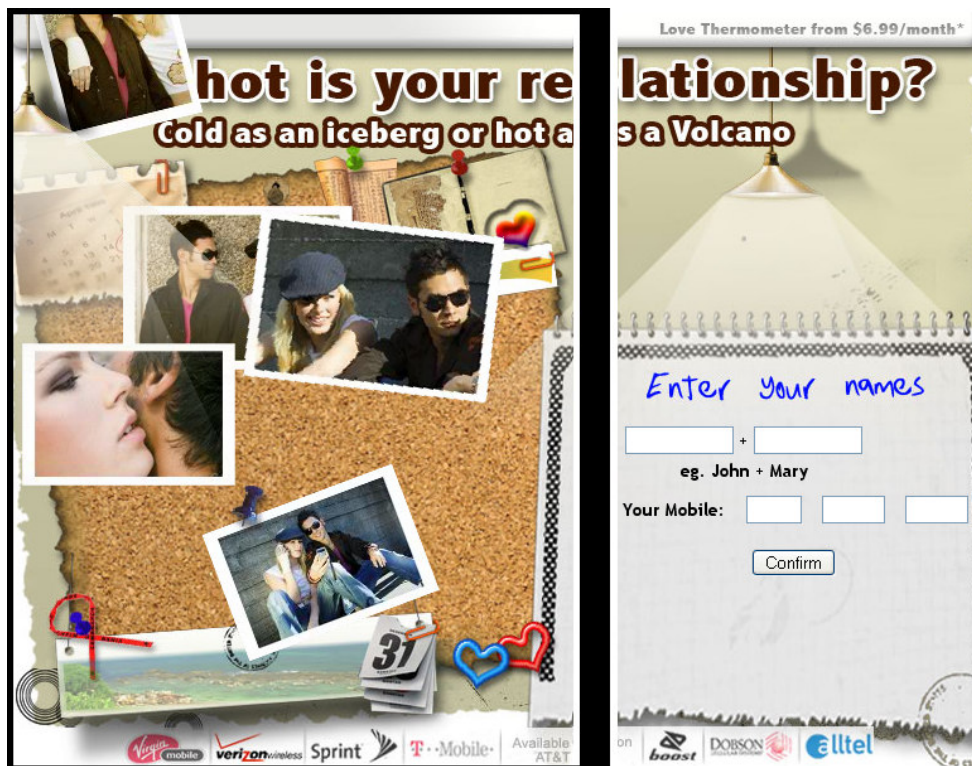 Love Thermometer from $6.99/month*
hot is your re lationship?
Cold as an iceberg or hot a s a Volcano
Enter your names
+
eg. John + Mary
Your Mobile:
Confirm
31
Virgin mobile verizonwireless Sprint T··Mobile· Available on AT&T boost DOBSON alltel